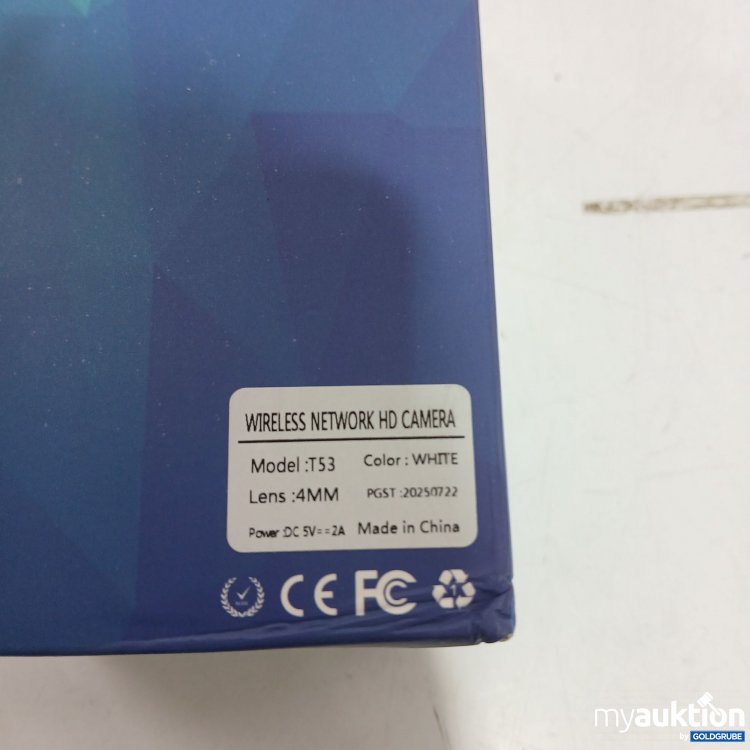 WIRELESS NETWORK HD CAMERA
Model :T53 Color : WHITE
Lens :4MM PGST :20250722
Power :DC 5V==2A Made in China
CE FC
1
myauktion
by GOLDGRUBE